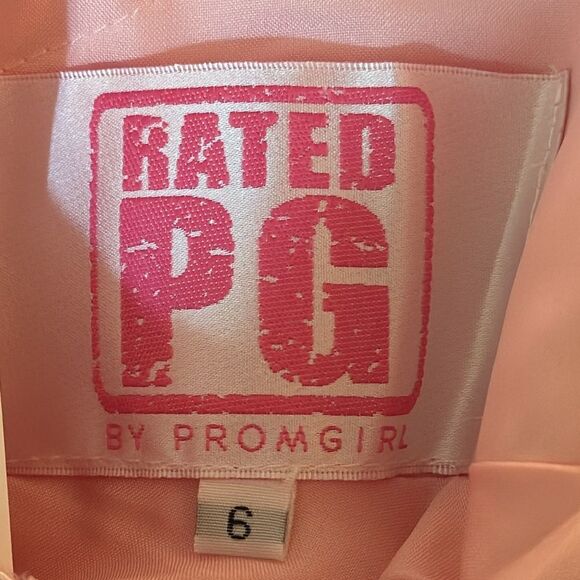 RATED
PG
BY PROMGIRL
6